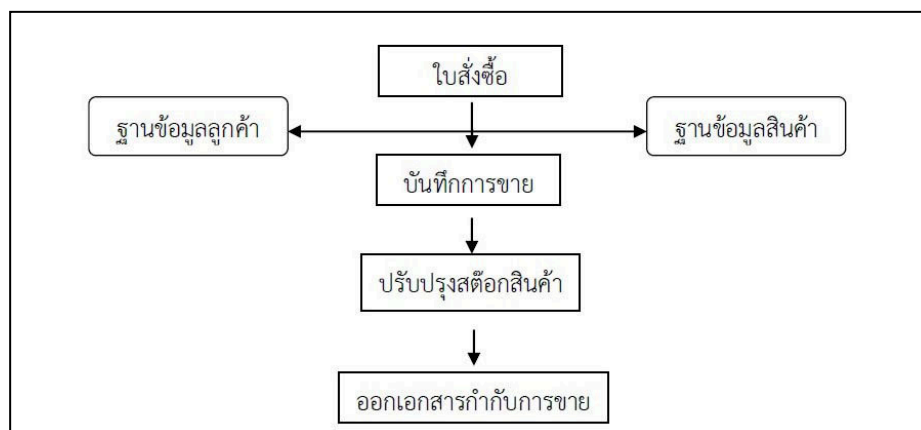 ใบสั่งซื้อ
ฐานข้อมูลลูกค้า
ฐานข้อมูลสินค้า
บันทึกการขาย
ปรับปรุงสต๊อกสินค้า
ออกเอกสารกำกับการขาย